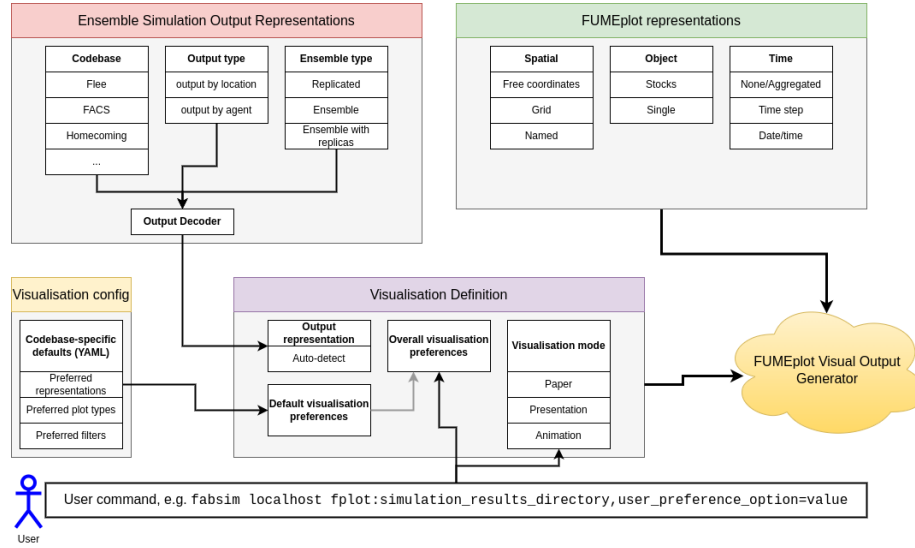 Ensemble Simulation Output Representations
Codebase
Flee
FACS
Homecoming
...
Output type
output by location
output by agent
Ensemble type
Replicated
Ensemble
Ensemble with
replicas
Output Decoder
FUMEplot representations
Spatial
Free coordinates
Grid
Named
Object
Stocks
Single
Time
None/Aggregated
Time step
Date/time
Visualisation config
Codebase-specific
defaults (YAML)
Preferred
representations
Preferred plot types
Preferred filters
Visualisation Definition
Output
representation
Auto-detect
Default visualisation
preferences
Overall visualisation
preferences
Visualisation mode
Paper
Presentation
Animation
FUMEplot Visual Output
Generator
User command, e.g. fabsim localhost fplot:simulation_results_directory,user_preference_option=value
User